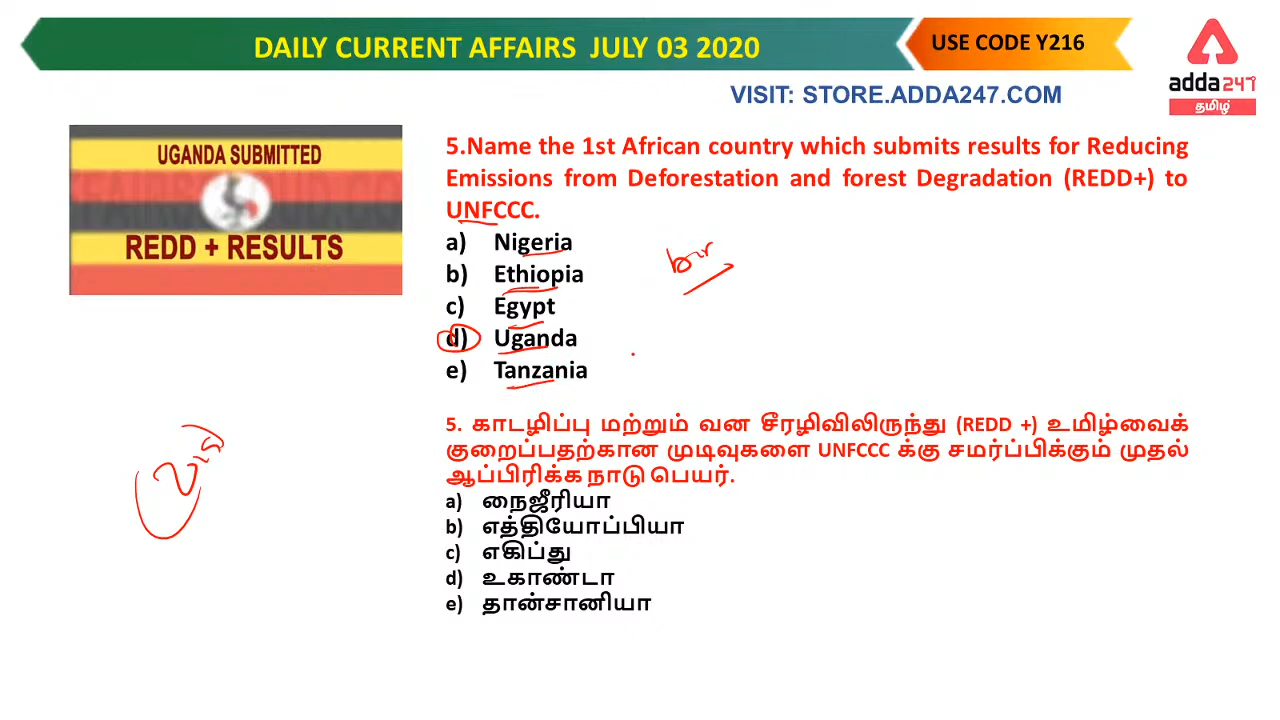 DAILY CURRENT AFFAIRS JULY 03 2020
USE CODE Y216
adda247
தமிழ்
VISIT: STORE.ADDA247.COM
UGANDA SUBMITTED
REDD + RESULTS
5.Name the 1st African country which submits results for Reducing
Emissions from Deforestation and forest Degradation (REDD+) to
UNFCCC.
a) Nigeria
b) Ethiopia
c) Egypt
d) Uganda
e) Tanzania
5. காடழிப்பு மற்றும் வன சீரழிவிலிருந்து (REDD +) உமிழ்வைக்
குறைப்பதற்கான முடிவுகளை UNFCCC க்கு சமர்ப்பிக்கும் முதல்
ஆப்பிரிக்க நாடு பெயர்.
a) நைஜீரியா
b) எத்தியோப்பியா
c) எகிப்து
d) உகாண்டா
e) தான்சானியா